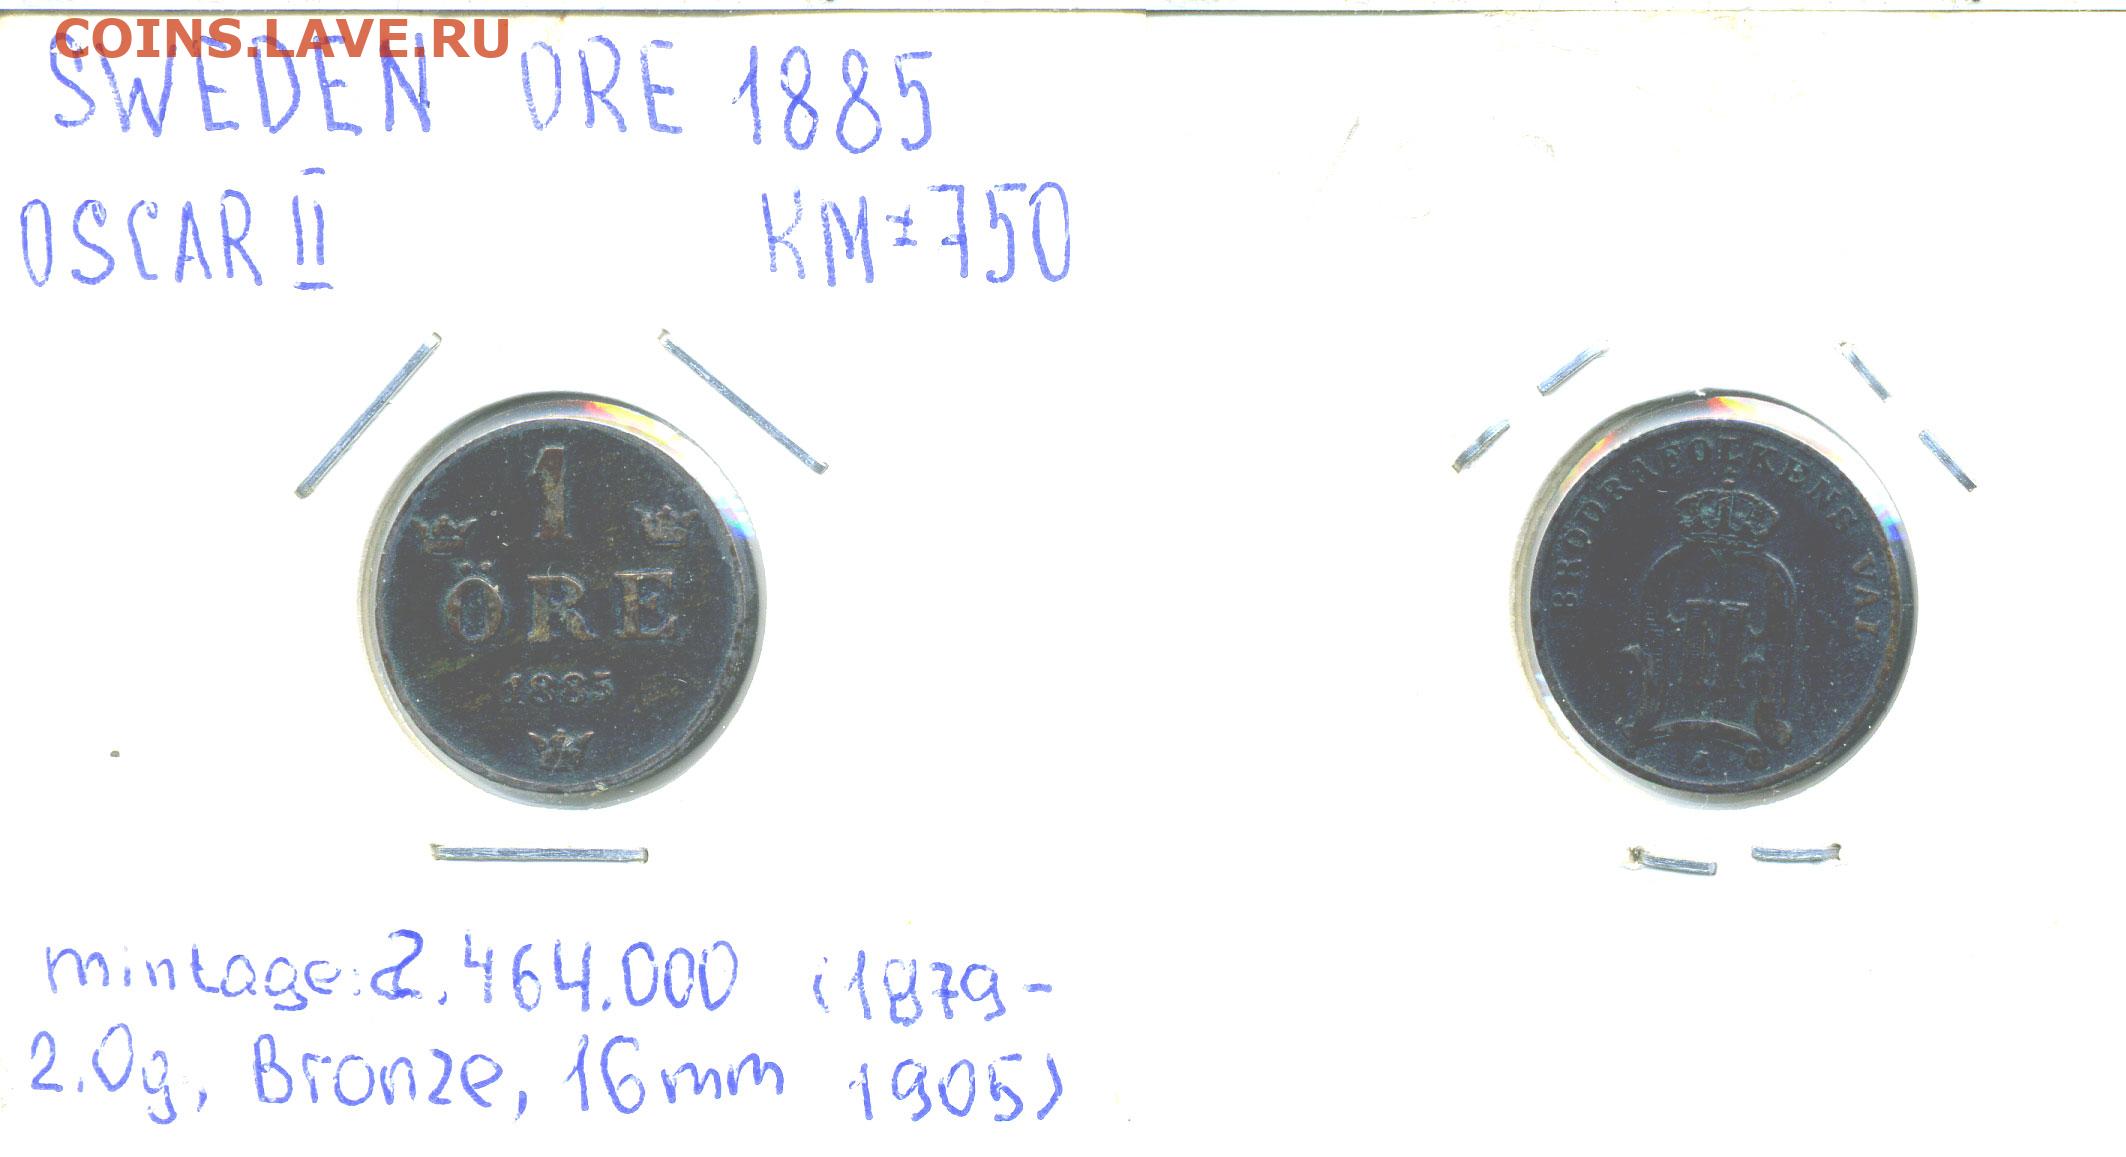 COINS.LAVE.RU
SWEDEN ORE 1885
OSCAR II KM=750
1
ÖRE
1885
BRÖDRAFOLKENS VÄL
mintage: 2.464.000 (1879-
2.0g, Bronze, 16mm 1905)